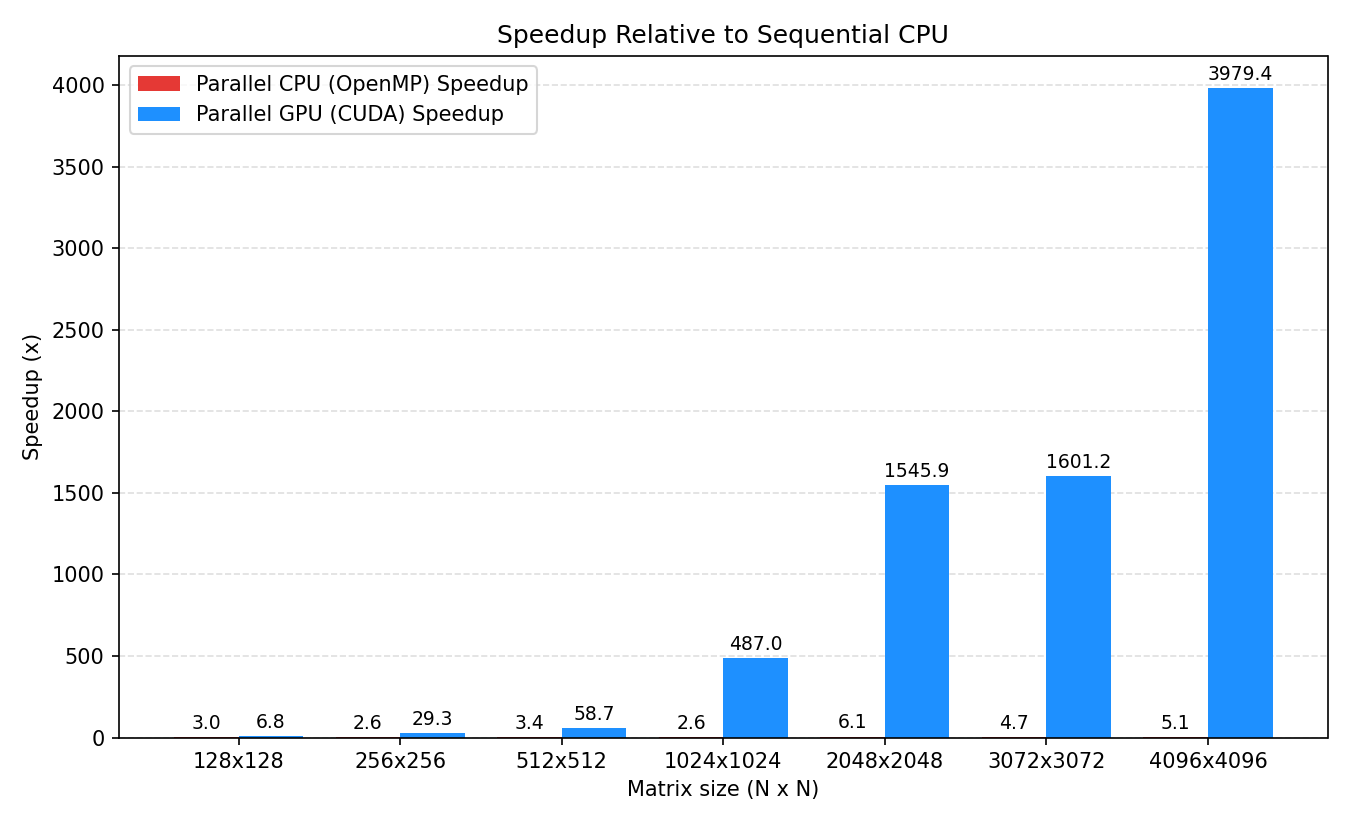 Speedup Relative to Sequential CPU
Parallel CPU (OpenMP) Speedup
Parallel GPU (CUDA) Speedup
Speedup (x)
4000
3500
3000
2500
2000
1500
1000
500
0
3.0 6.8 2.6 29.3 3.4 58.7 2.6 487.0 6.1 1545.9 4.7 1601.2 5.1 3979.4
128x128 256x256 512x512 1024x1024 2048x2048 3072x3072 4096x4096
Matrix size (N x N)